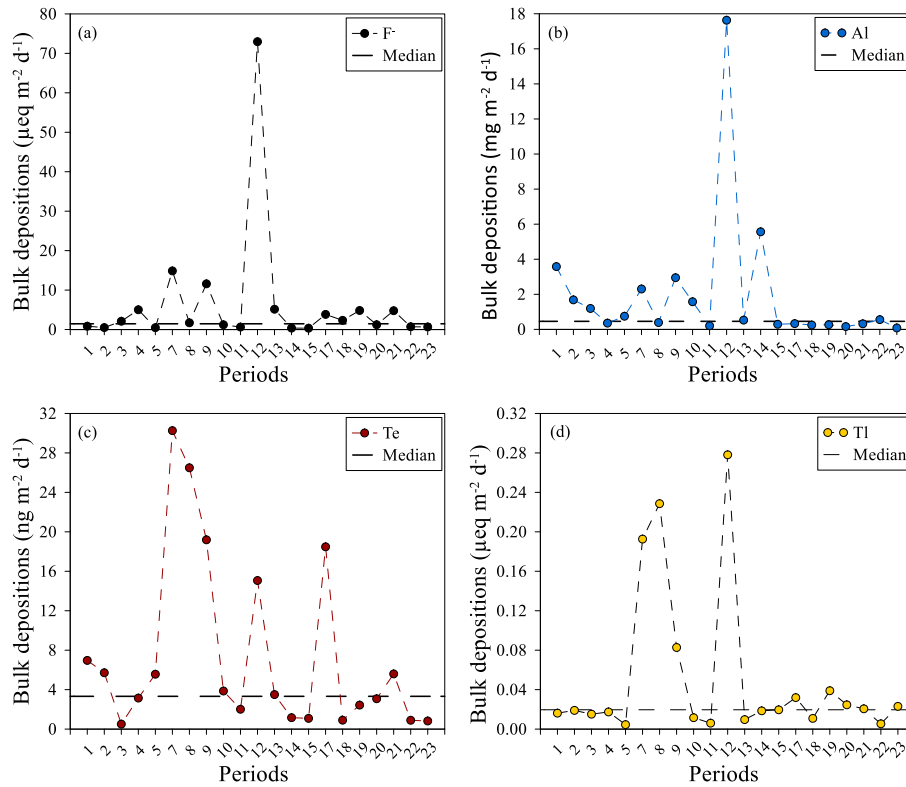 (a)
F-
Median
Bulk depositions (µeq m-2 d-1)
80
70
60
50
40
30
20
10
0
1 2 3 4 5 7 8 9 10 11 12 13 14 15 17 18 19 20 21 22 23
Periods
(b)
Al
Median
Bulk depositions (mg m-2 d-1)
18
16
14
12
10
8
6
4
2
0
1 2 3 4 5 7 8 9 10 11 12 13 14 15 17 18 19 20 21 22 23
Periods
(c)
Te
Median
Bulk depositions (ng m-2 d-1)
32
28
24
20
16
12
8
4
0
1 2 3 4 5 7 8 9 10 11 12 13 14 15 17 18 19 20 21 22 23
Periods
(d)
Tl
Median
Bulk depositions (µeq m-2 d-1)
0.32
0.28
0.24
0.20
0.16
0.12
0.08
0.04
0.00
1 2 3 4 5 7 8 9 10 11 12 13 14 15 17 18 19 20 21 22 23
Periods